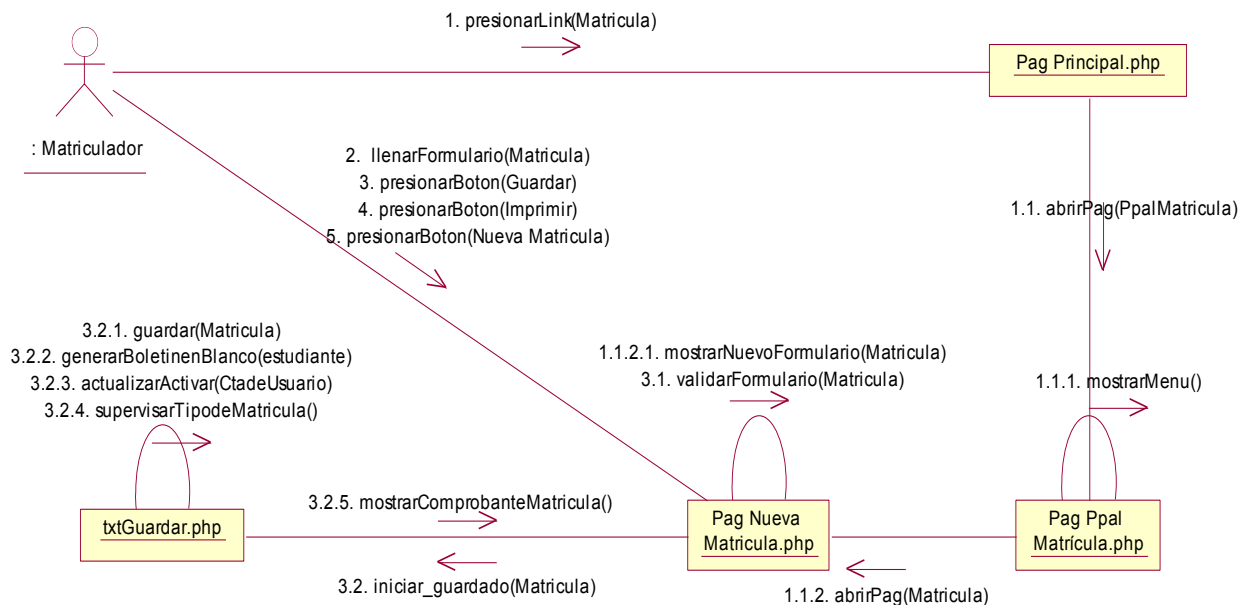 1. presionarLink(Matricula)
Pag Principal.php
: Matriculador
2. llenarFormulario(Matricula)
3. presionarBoton(Guardar)
4. presionarBoton(Imprimir)
5. presionarBoton(Nueva Matricula)
1.1. abrirPag(PpalMatricula)
3.2.1. guardar(Matricula)
3.2.2. generarBoletinenBlanco(estudiante)
3.2.3. actualizarActivar(CtadeUsuario)
3.2.4. supervisarTipodeMatricula()
1.1.2.1. mostrarNuevoFormulario(Matricula)
3.1. validarFormulario(Matricula)
1.1.1. mostrarMenu()
3.2.5. mostrarComprobanteMatricula()
txtGuardar.php
Pag Nueva
Matricula.php
Pag Ppal
Matrícula.php
3.2. iniciar_guardado(Matricula)
1.1.2. abrirPag(Matricula)